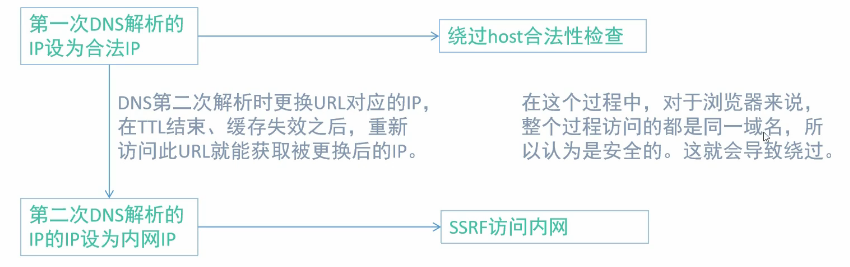 第一次DNS解析的
IP设为合法IP
绕过host合法性检查
DNS第二次解析时更换URL对应的IP，
在TTL结束、缓存失效之后，重新
访问此URL就能获取被更换后的IP。
在这个过程中，对于浏览器来说，
整个过程访问的都是同一域名，所
以认为是安全的。这就会导致绕过。
第二次DNS解析的
IP的IP设为内网IP
SSRF访问内网